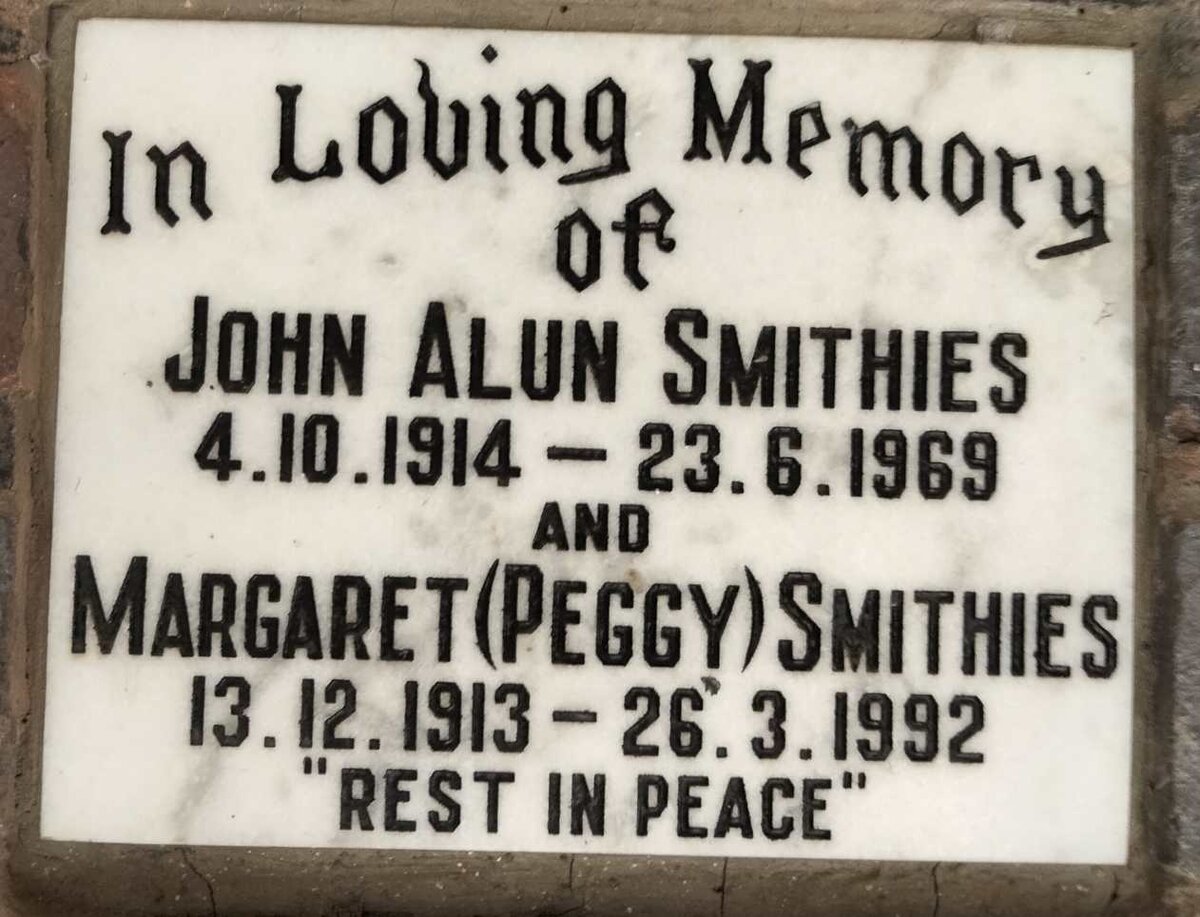 In Loving Memory
of
JOHN ALUN SMITHIES
4.10.1914 – 23.6.1969
AND
MARGARET (PEGGY) SMITHIES
13.12.1913 – 26.3.1992
"REST IN PEACE"